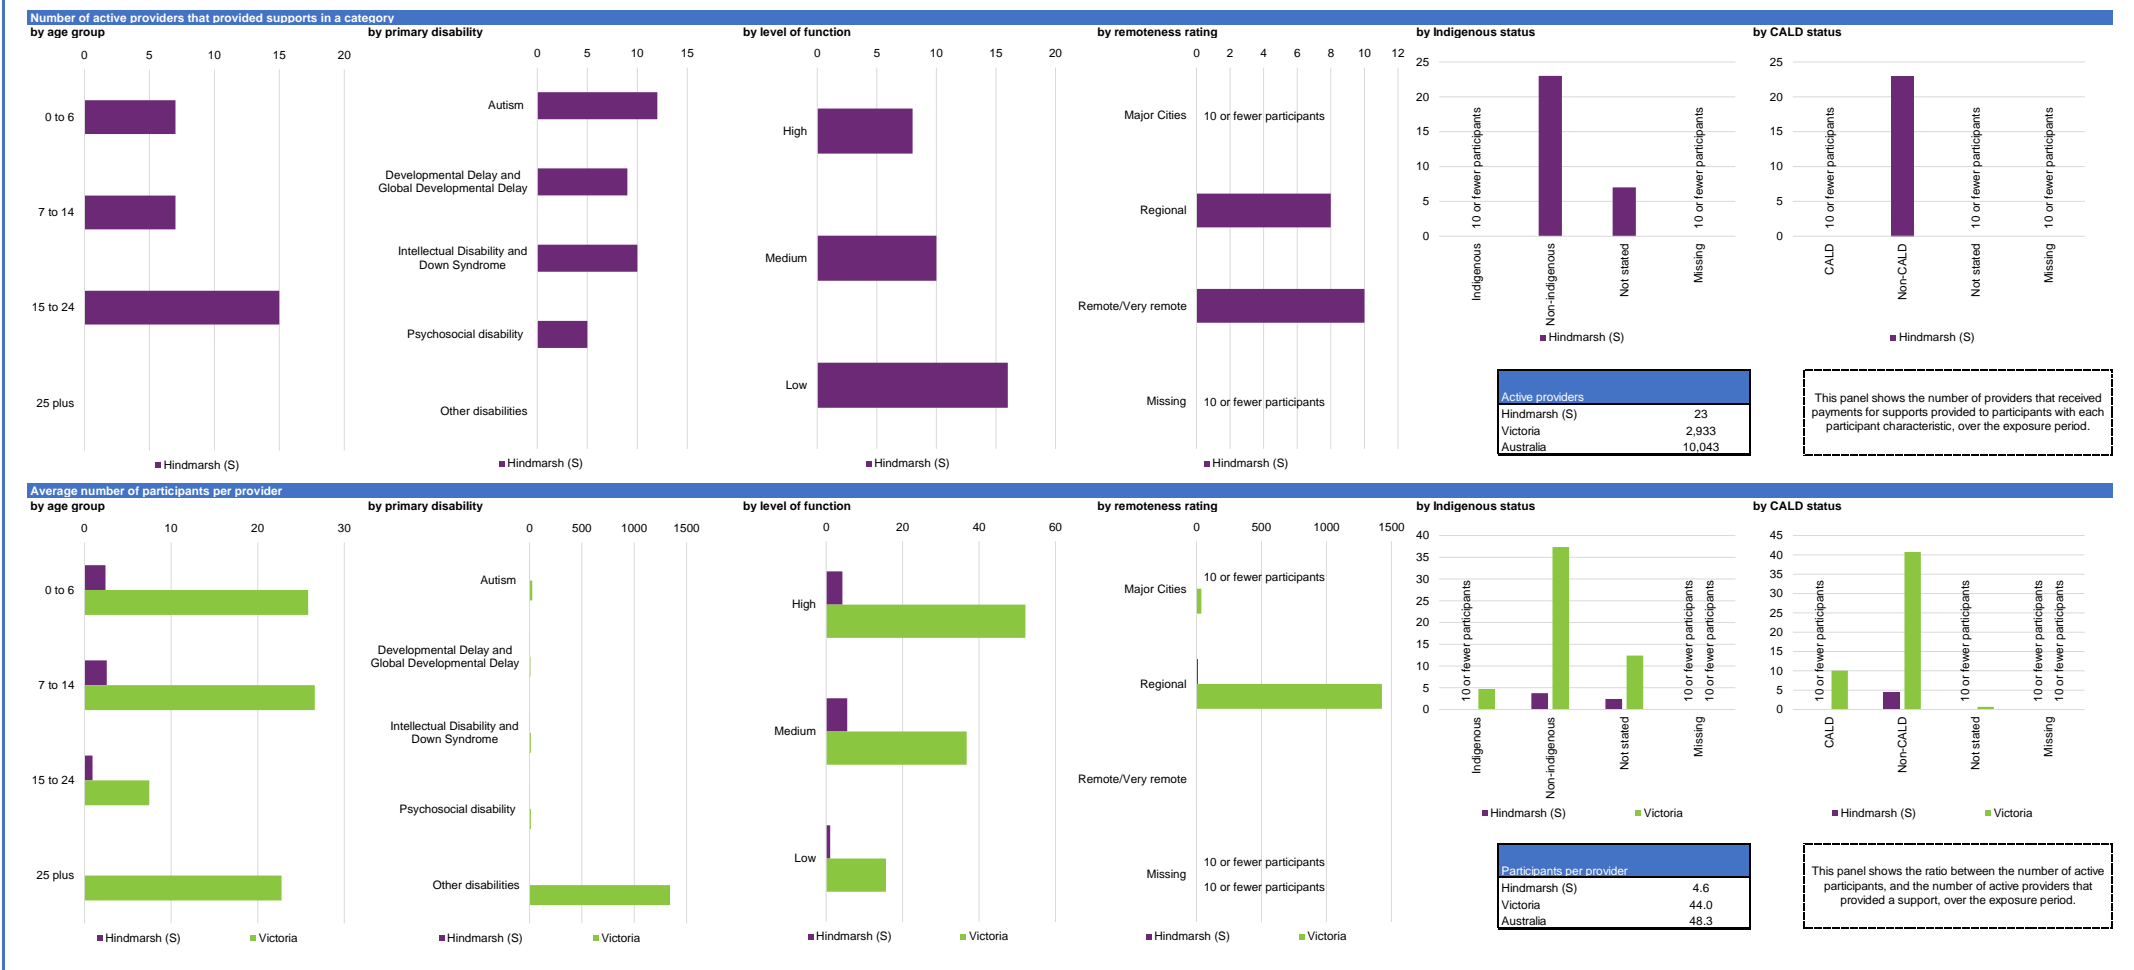 Number of active providers that provided supports in a category
by age group
0 5 10 15 20
0 to 6
7 to 14
15 to 24
25 plus
Hindmarsh (S)
by primary disability
0 5 10 15
Autism
Developmental Delay and
Global Developmental Delay
Intellectual Disability and
Down Syndrome
Psychosocial disability
Other disabilities
Hindmarsh (S)
by level of function
0 5 10 15 20
High
Medium
Low
Hindmarsh (S)
by remoteness rating
0 2 4 6 8 10 12
Major Cities 10 or fewer participants
Regional
Remote/Very remote
Missing 10 or fewer participants
Hindmarsh (S)
by Indigenous status
25
20
15
10
5
0
10 or fewer participants
10 or fewer participants
Indigenous
Non-indigenous
Not stated
Missing
Hindmarsh (S)
by CALD status
25
20
15
10
5
0
10 or fewer participants
10 or fewer participants
10 or fewer participants
CALD
Non-CALD
Not stated
Missing
Hindmarsh (S)
Active providers
Hindmarsh (S) 23
Victoria 2,933
Australia 10,043
This panel shows the number of providers that received
payments for supports provided to participants with each
participant characteristic, over the exposure period.
Average number of participants per provider
by age group
0 10 20 30
0 to 6
7 to 14
15 to 24
25 plus
Hindmarsh (S) Victoria
by primary disability
0 500 1000 1500
Autism
Developmental Delay and
Global Developmental Delay
Intellectual Disability and
Down Syndrome
Psychosocial disability
Other disabilities
Hindmarsh (S) Victoria
by level of function
0 20 40 60
High
Medium
Low
Hindmarsh (S) Victoria
by remoteness rating
0 500 1000 1500
10 or fewer participants
Major Cities
Regional
Remote/Very remote
10 or fewer participants
Missing
10 or fewer participants
Hindmarsh (S) Victoria
by Indigenous status
40
35
30
25
20
15
10
5
0
10 or fewer participants
10 or fewer participants
10 or fewer participants
Indigenous
Non-indigenous
Not stated
Missing
Hindmarsh (S) Victoria
by CALD status
45
40
35
30
25
20
15
10
5
0
10 or fewer participants
10 or fewer participants
10 or fewer participants
10 or fewer participants
CALD
Non-CALD
Not stated
Missing
Hindmarsh (S) Victoria
Participants per provider
Hindmarsh (S) 4.6
Victoria 44.0
Australia 48.3
This panel shows the ratio between the number of active
participants, and the number of active providers that
provided a support, over the exposure period.